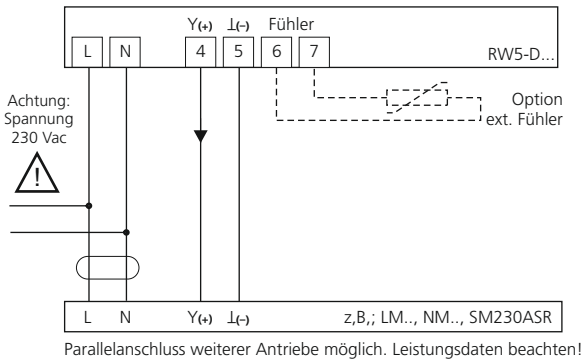 Y(+) ⊥(–) Fühler
L N 4 5 6 7 RW5-D...
Achtung:
Spannung
230 Vac
Option
ext. Fühler
!
L N Y(+) ⊥(–) z,B,; LM.., NM.., SM230ASR
Parallelanschluss weiterer Antriebe möglich. Leistungsdaten beachten!